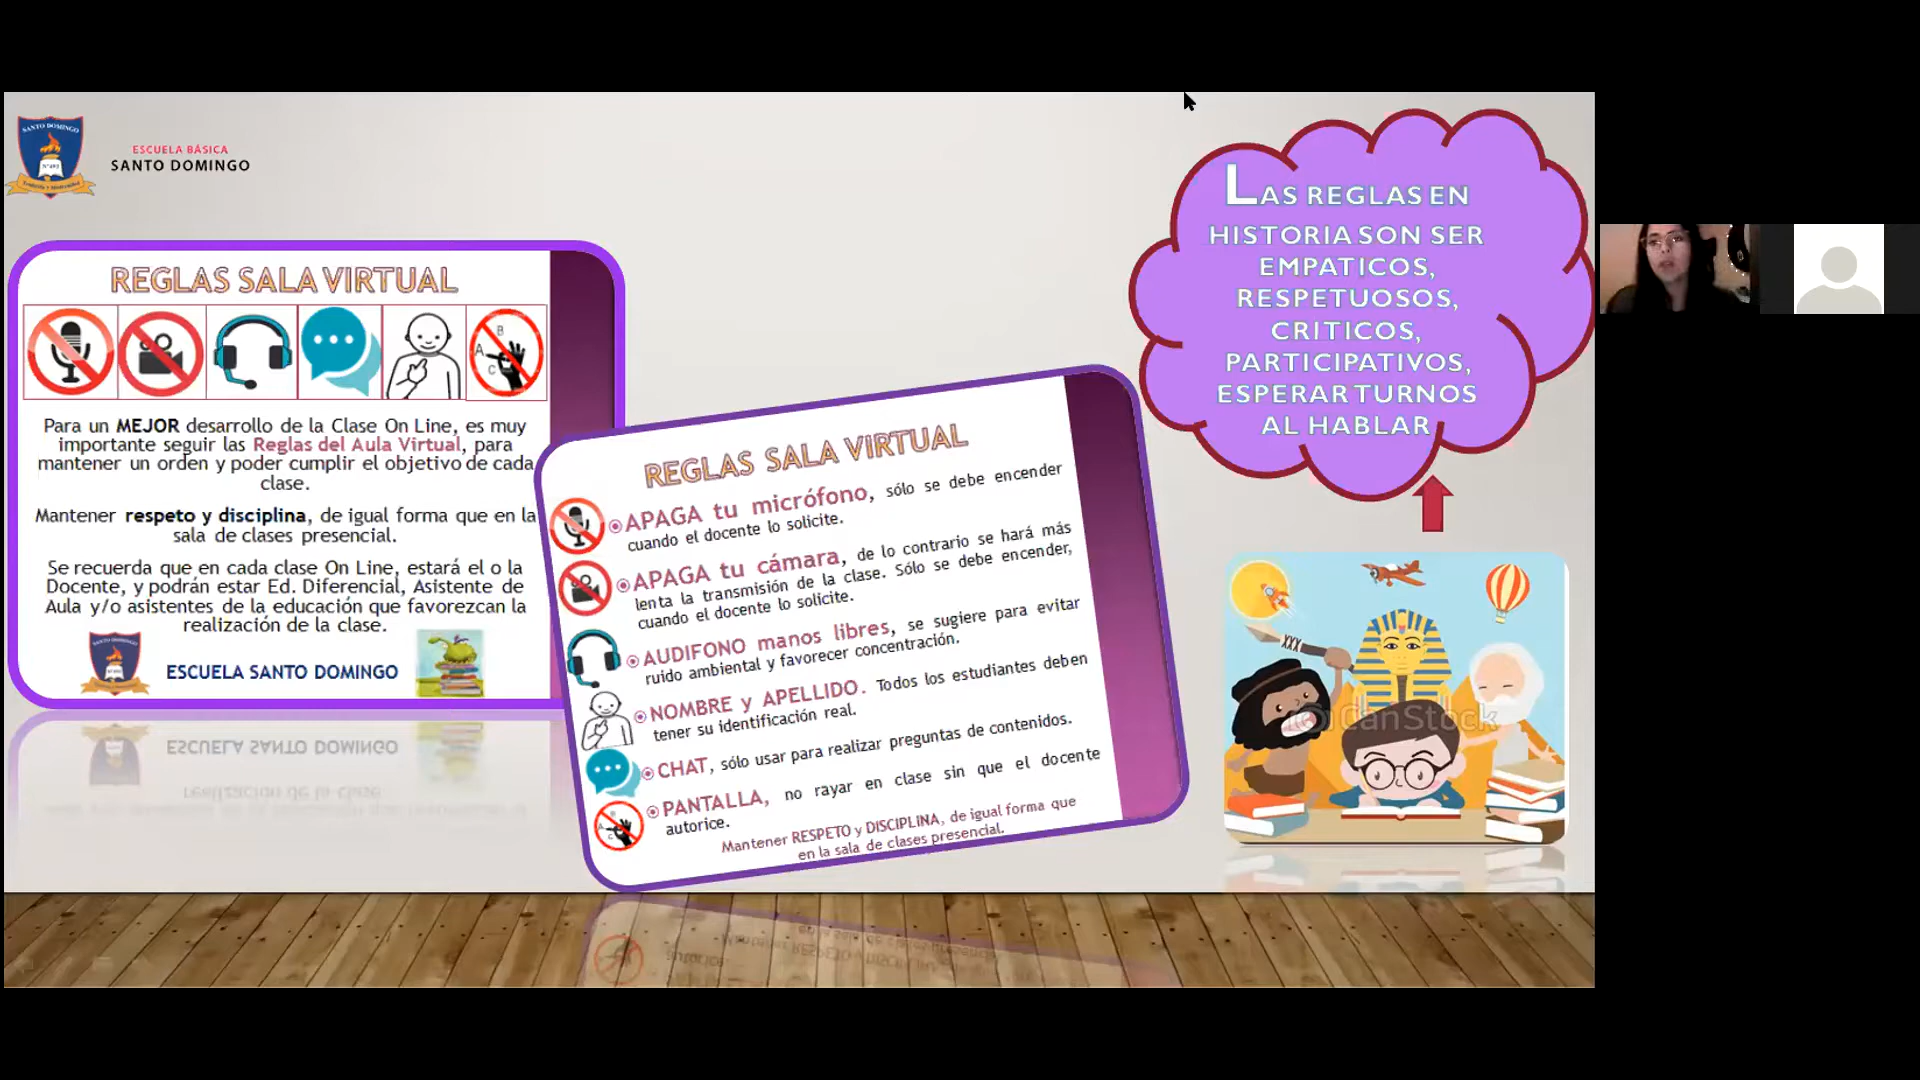 SANTO DOMINGO
ESCUELA BÁSICA
SANTO DOMINGO
REGLAS SALA VIRTUAL
A
B
C
Para un MEJOR desarrollo de la Clase On Line, es muy
importante seguir las Reglas del Aula Virtual, para
mantener un orden y poder cumplir el objetivo de cada
clase.
Mantener respeto y disciplina, de igual forma que en la
sala de clases presencial.
Se recuerda que en cada clase On Line, estará el o la
Docente, y podrán estar Ed. Diferencial, Asistente de
Aula y/o asistentes de la educación que favorezcan la
realización de la clase.
ESCUELA SANTO DOMINGO
REGLAS SALA VIRTUAL
APAGA tu micrófono, sólo se debe encender
cuando el docente lo solicite.
APAGA tu cámara, de lo contrario se hará más
lenta la transmisión de la clase. Sólo se debe encender,
cuando el docente lo solicite.
AUDIFONO manos libres, se sugiere para evitar
ruido ambiental y favorecer concentración.
NOMBRE y APELLIDO. Todos los estudiantes deben
tener su identificación real.
CHAT, sólo usar para realizar preguntas de contenidos.
PANTALLA, no rayar en clase sin que el docente
autorice.
Mantener RESPETO y DISCIPLINA, de igual forma que
en la sala de clases presencial.
LAS REGLAS EN
HISTORIA SON SER
EMPATICOS,
RESPETUOSOS,
CRITICOS,
PARTICIPATIVOS,
ESPERAR TURNOS
AL HABLAR
CanStock